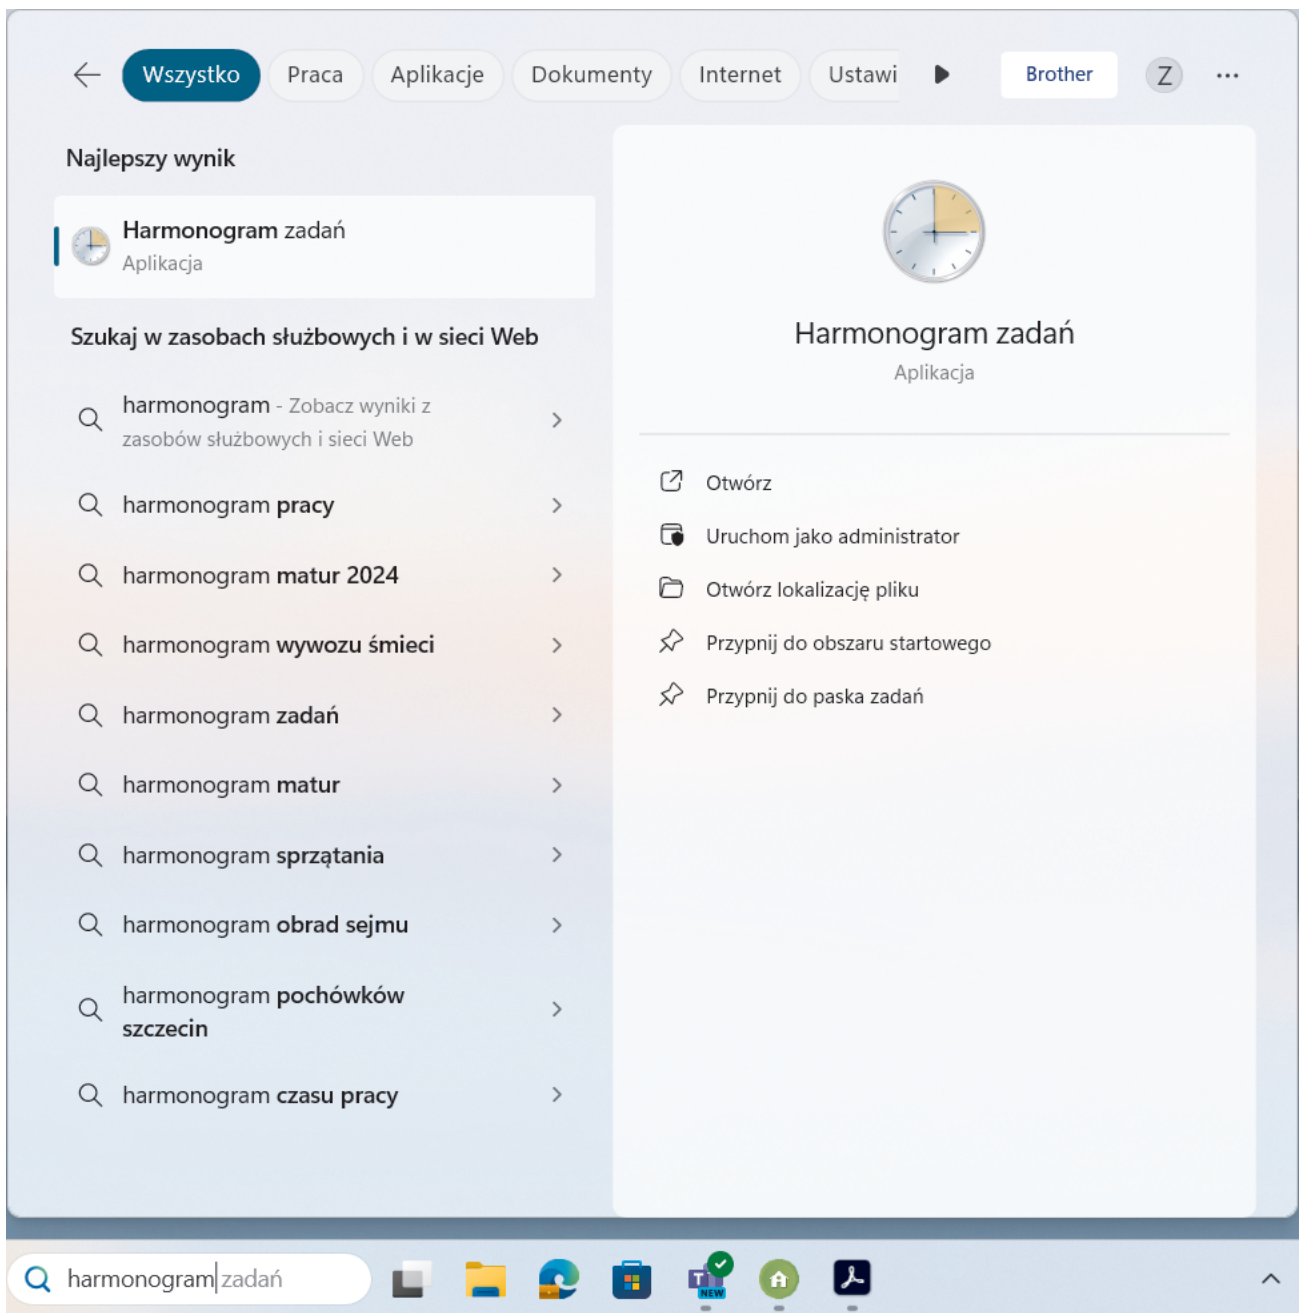 Wszystko
Praca
Aplikacje
Dokumenty
Internet
Ustawi
Brother
Z
Najlepszy wynik
Harmonogram zadań
Aplikacja
Szukaj w zasobach służbowych i w sieci Web
harmonogram - Zobacz wyniki z
zasobów służbowych i sieci Web
harmonogram pracy
harmonogram matur 2024
harmonogram wywozu śmieci
harmonogram zadań
harmonogram matur
harmonogram sprzątania
harmonogram obrad sejmu
harmonogram pochówków
szczecin
harmonogram czasu pracy
Harmonogram zadań
Aplikacja
Otwórz
Uruchom jako administrator
Otwórz lokalizację pliku
Przypnij do obszaru startowego
Przypnij do paska zadań
harmonogram zadań
T
NEW